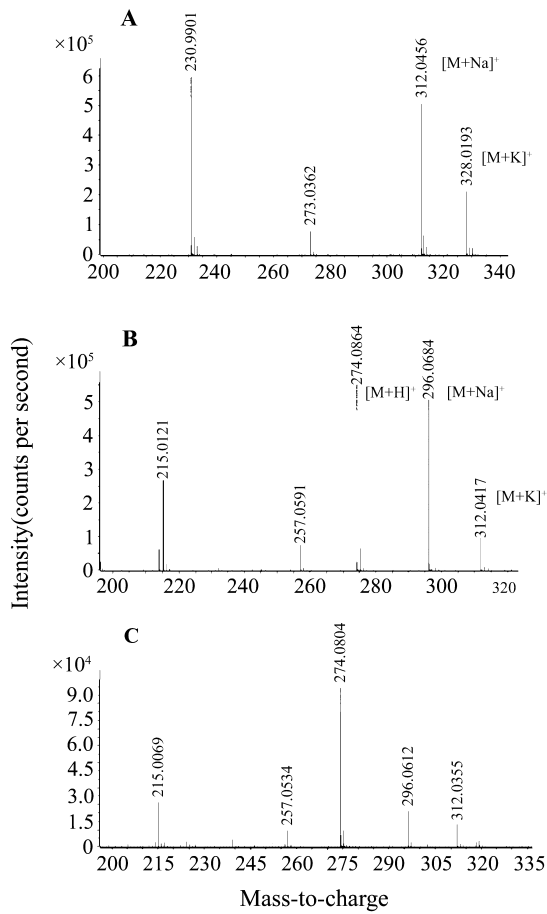 A
×10⁵
230.9901
312.0456
[M+Na]⁺
273.0362
328.0193
[M+K]⁺
6
5
4
3
2
1
0
200 220 240 260 280 300 320 340
B
×10⁵
274.0864
[M+H]⁺
296.0684
[M+Na]⁺
215.0121
257.0591
312.0417
[M+K]⁺
5
4
3
2
1
0
200 220 240 260 280 300 320
Intensity(counts per second)
C
×10⁴
274.0804
215.0069
257.0534
296.0612
312.0355
9.0
7.5
6.0
4.5
3.0
1.5
0
200 215 230 245 260 275 290 305 320 335
Mass-to-charge